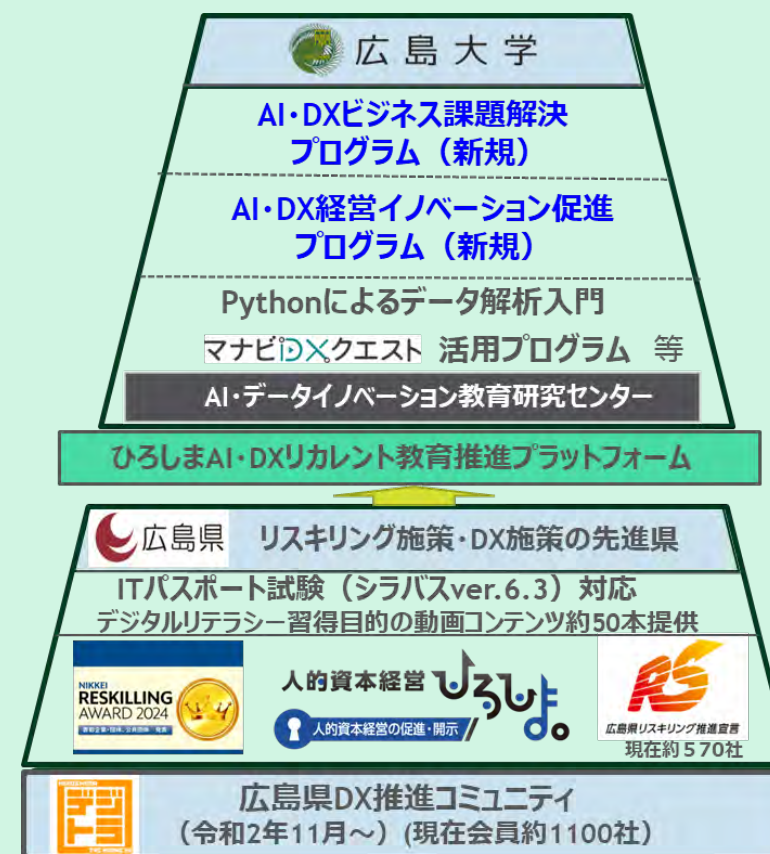 広島大学
AI・DXビジネス課題解決
プログラム（新規）
AI・DX経営イノベーション促進
プログラム（新規）
Pythonによるデータ解析入門
マナビDXクエスト 活用プログラム 等
AI・データイノベーション教育研究センター
ひろしまAI・DXリカレント教育推進プラットフォーム
広島県 リスキリング施策・DX施策の先進県
ITパスポート試験（シラバスver.6.3）対応
デジタルリテラシー習得目的の動画コンテンツ約50本提供
NIKKEI
RESKILLING
AWARD 2024
人的資本経営 ひろしま。
人的資本経営の促進・開示
RS
広島県リスキリング推進宣言
現在約５70社
デジトラ
広島県DX推進コミュニティ
（令和2年11月～）(現在会員約1100社）